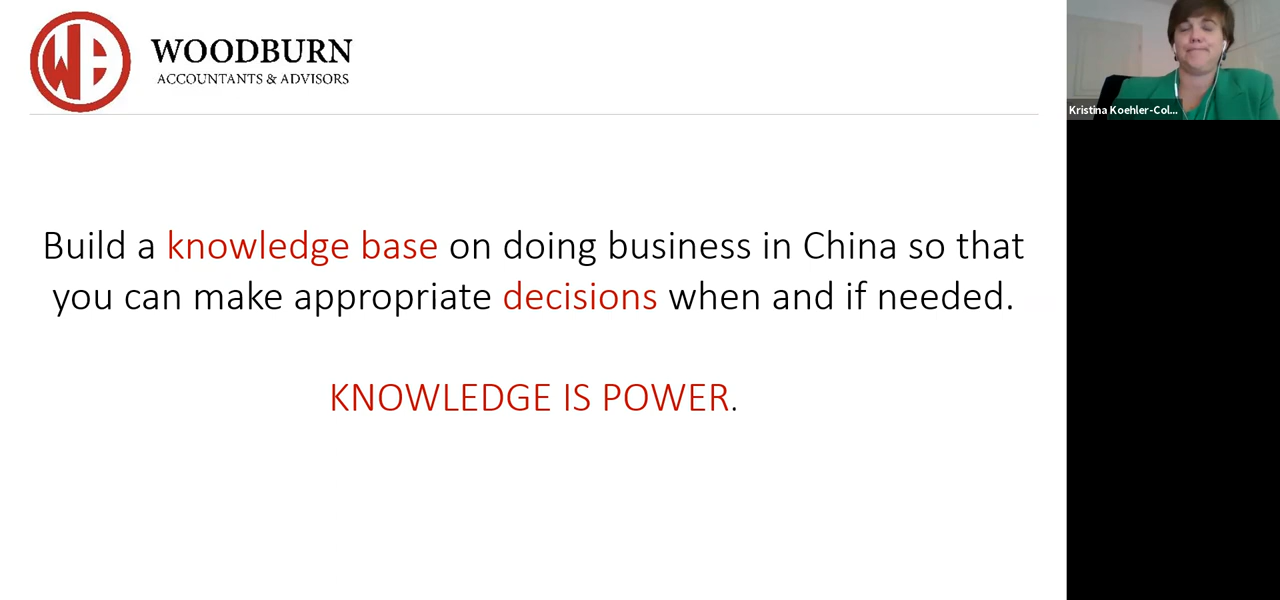 WOODBURN
ACCOUNTANTS & ADVISORS
Kristina Koehler-Col...
Build a knowledge base on doing business in China so that
you can make appropriate decisions when and if needed.
KNOWLEDGE IS POWER.